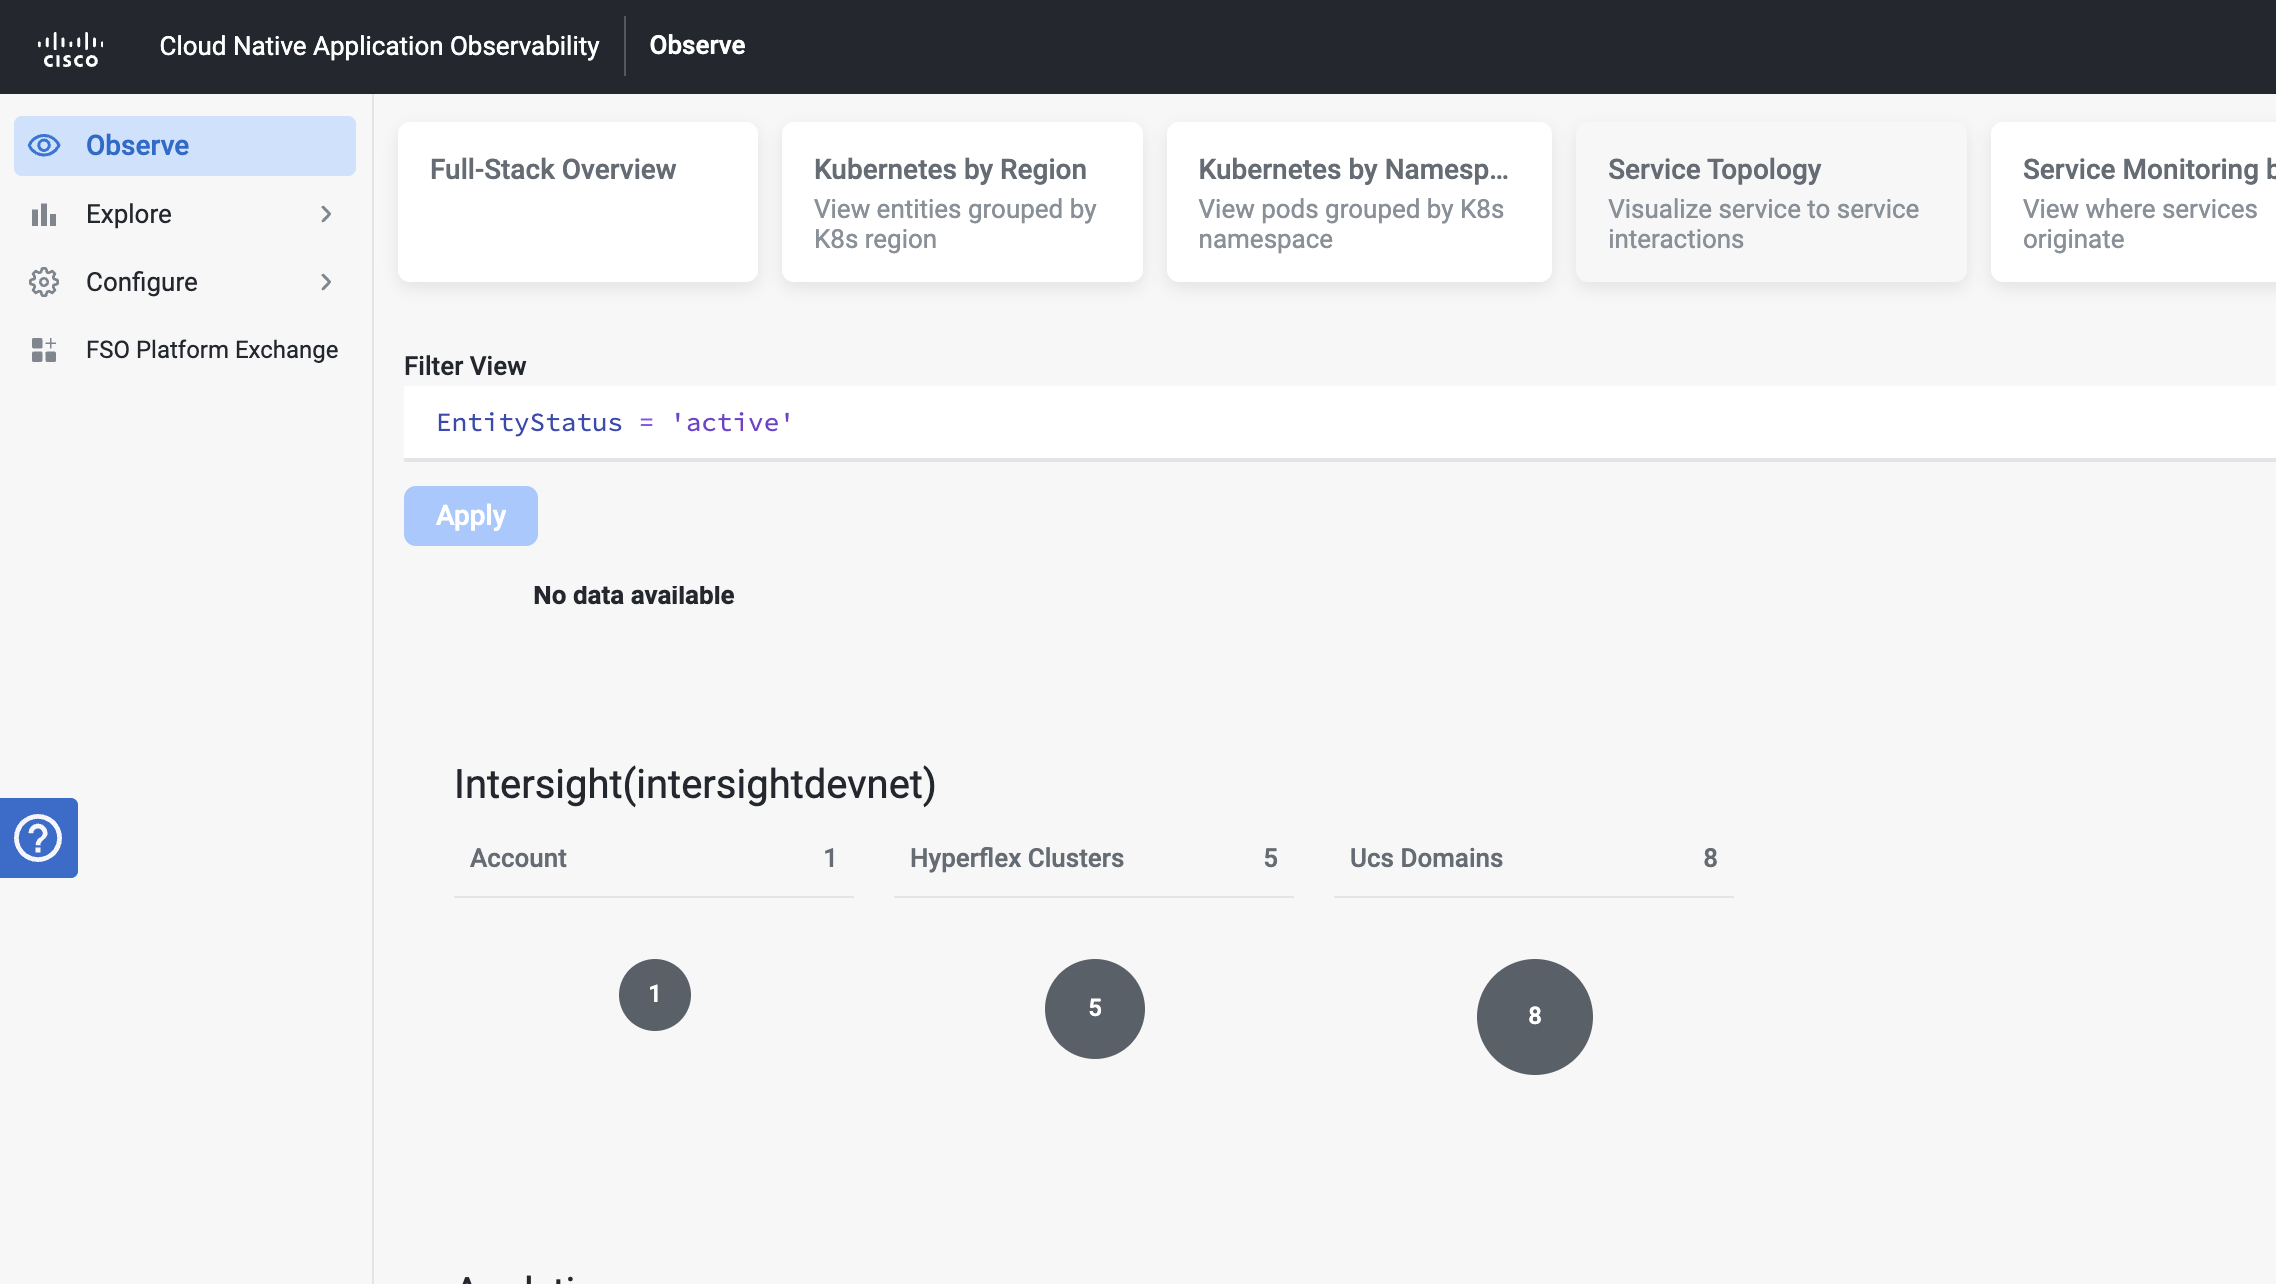 cisco
Cloud Native Application Observability
Observe
Observe
Explore
Configure
FSO Platform Exchange
Full-Stack Overview
Kubernetes by Region
View entities grouped by
K8s region
Kubernetes by Namesp...
View pods grouped by K8s
namespace
Service Topology
Visualize service to service
interactions
Service Monitoring b
View where services
originate
Filter View
EntityStatus = 'active'
Apply
No data available
Intersight(intersightdevnet)
Account 1
Hyperflex Clusters 5
Ucs Domains 8
1
5
8